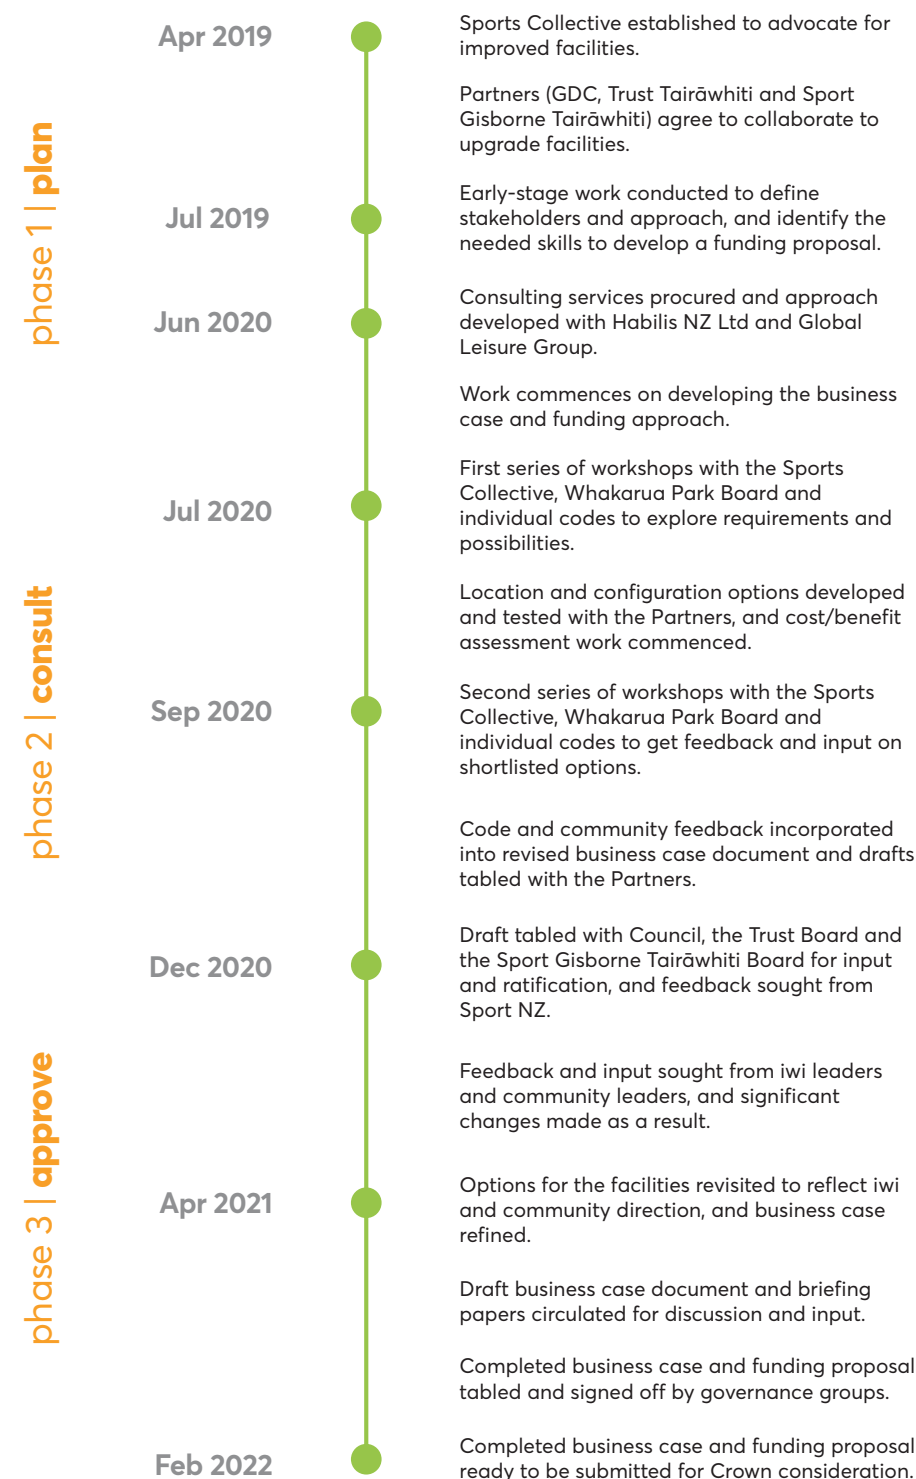 phase 1 | plan
Apr 2019
Sports Collective established to advocate for
improved facilities.
Partners (GDC, Trust Tairāwhiti and Sport
Gisborne Tairāwhiti) agree to collaborate to
upgrade facilities.
Jul 2019
Early-stage work conducted to define
stakeholders and approach, and identify the
needed skills to develop a funding proposal.
Jun 2020
Consulting services procured and approach
developed with Habilis NZ Ltd and Global
Leisure Group.
Work commences on developing the business
case and funding approach.
phase 2 | consult
Jul 2020
First series of workshops with the Sports
Collective, Whakarua Park Board and
individual codes to explore requirements and
possibilities.
Location and configuration options developed
and tested with the Partners, and cost/benefit
assessment work commenced.
Sep 2020
Second series of workshops with the Sports
Collective, Whakarua Park Board and
individual codes to get feedback and input on
shortlisted options.
Code and community feedback incorporated
into revised business case document and drafts
tabled with the Partners.
Dec 2020
Draft tabled with Council, the Trust Board and
the Sport Gisborne Tairāwhiti Board for input
and ratification, and feedback sought from
Sport NZ.
phase 3 | approve
Feedback and input sought from iwi leaders
and community leaders, and significant
changes made as a result.
Apr 2021
Options for the facilities revisited to reflect iwi
and community direction, and business case
refined.
Draft business case document and briefing
papers circulated for discussion and input.
Completed business case and funding proposal
tabled and signed off by governance groups.
Feb 2022
Completed business case and funding proposal
ready to be submitted for Crown consideration.